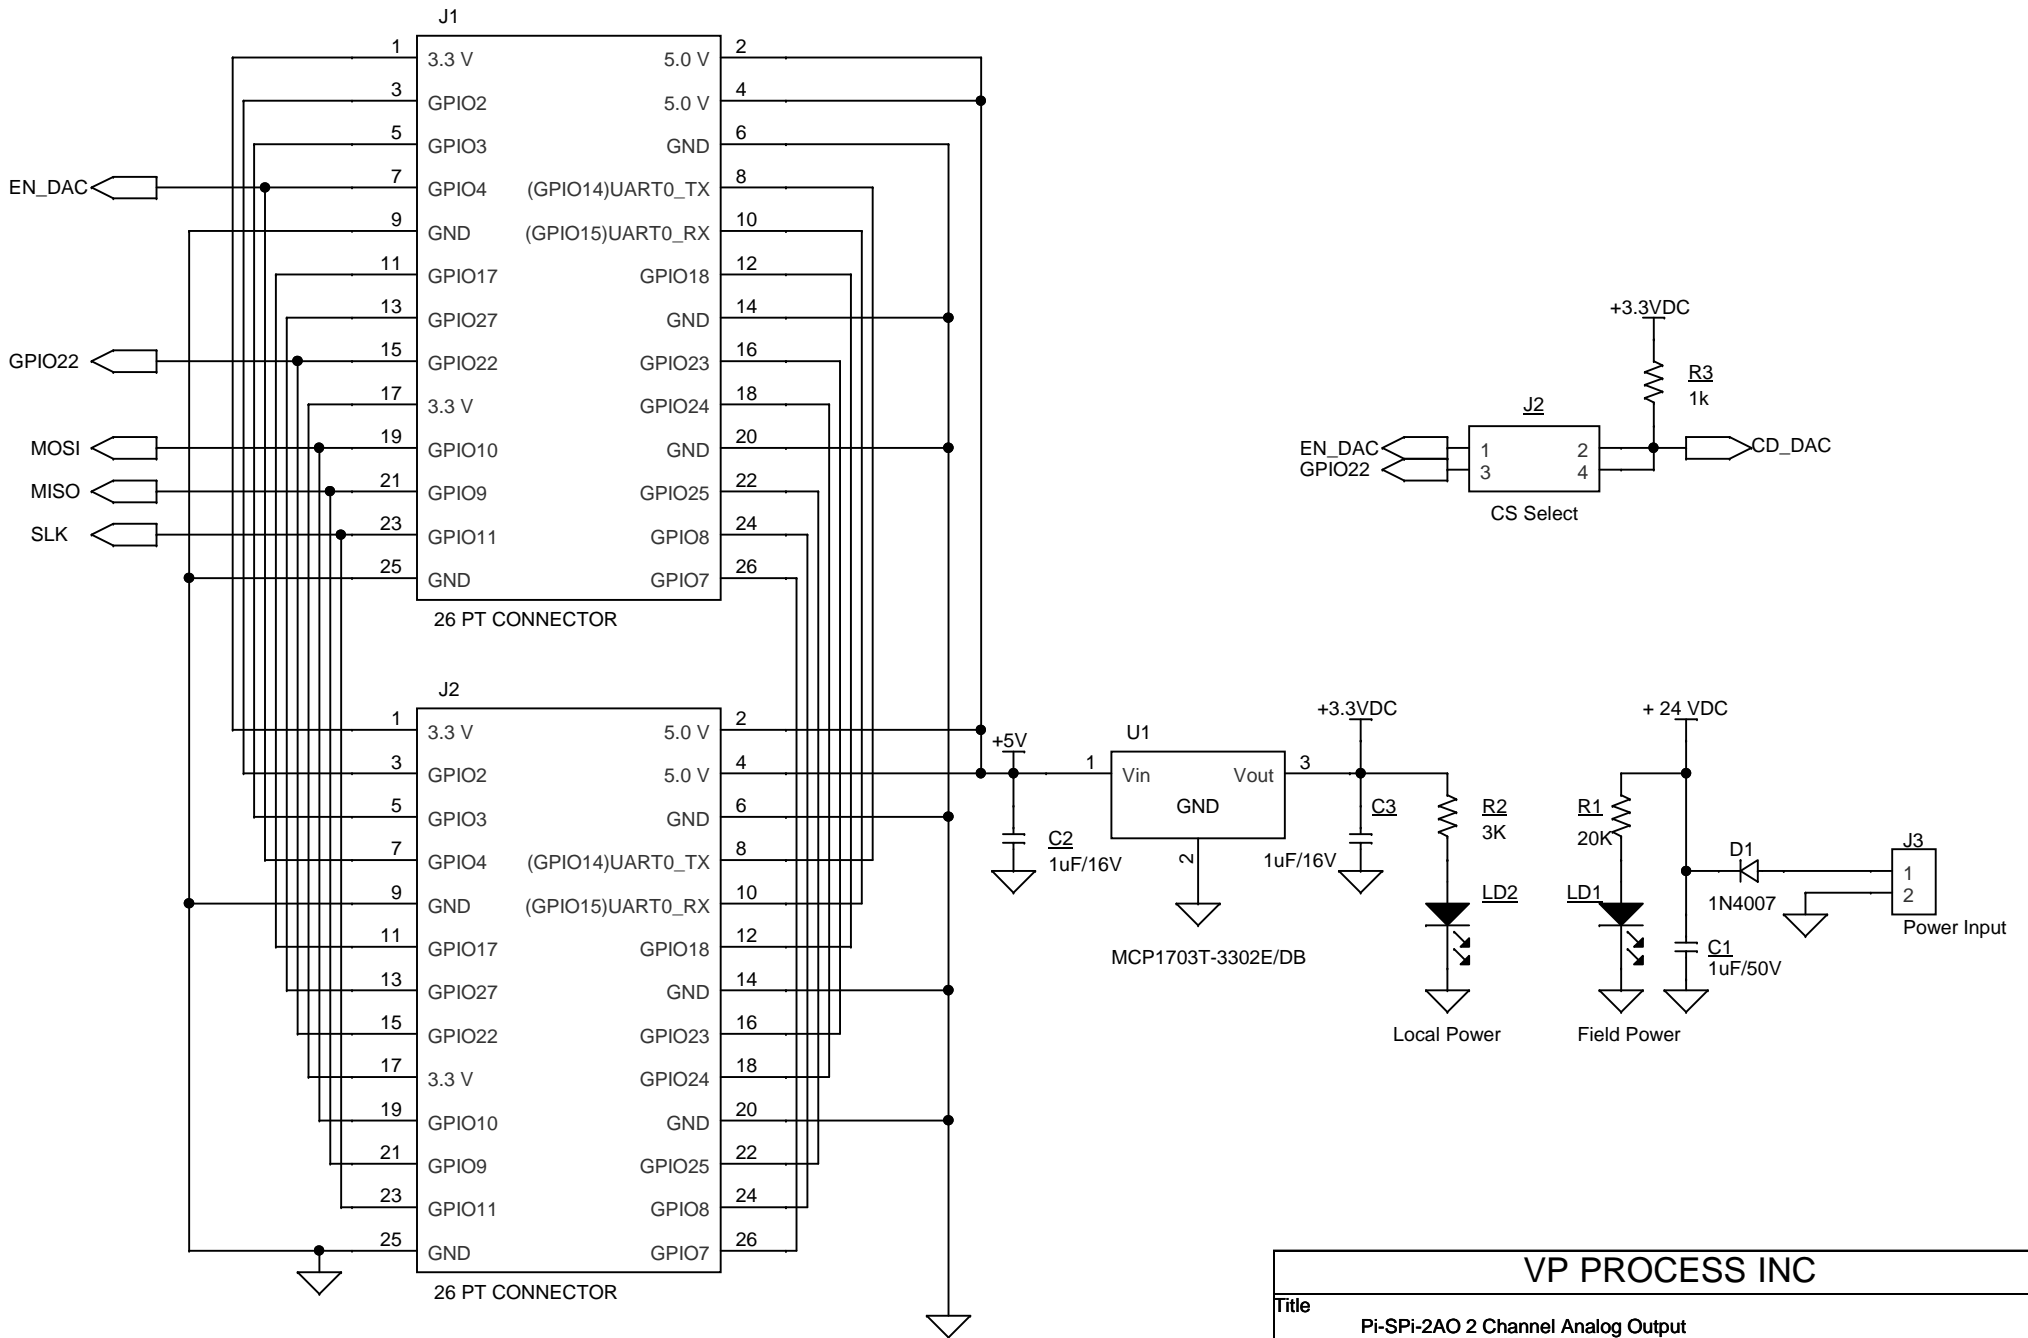 J1
1 3.3 V 5.0 V 2
3 GPIO2 5.0 V 4
5 GPIO3 GND 6
EN_DAC 7 GPIO4 (GPIO14)UART0_TX 8
9 GND (GPIO15)UART0_RX 10
11 GPIO17 GPIO18 12
13 GPIO27 GND 14
GPIO22 15 GPIO22 GPIO23 16
17 3.3 V GPIO24 18
MOSI 19 GPIO10 GND 20
MISO 21 GPIO9 GPIO25 22
SLK 23 GPIO11 GPIO8 24
25 GND GPIO7 26
26 PT CONNECTOR
+3.3VDC
R3
1k
J2
EN_DAC 1 2 CD_DAC
GPIO22 3 4
CS Select
J2
1 3.3 V 5.0 V 2
3 GPIO2 5.0 V 4
5 GPIO3 GND 6
7 GPIO4 (GPIO14)UART0_TX 8
9 GND (GPIO15)UART0_RX 10
11 GPIO17 GPIO18 12
13 GPIO27 GND 14
15 GPIO22 GPIO23 16
17 3.3 V GPIO24 18
19 GPIO10 GND 20
21 GPIO9 GPIO25 22
23 GPIO11 GPIO8 24
25 GND GPIO7 26
26 PT CONNECTOR
+5V
C2
1uF/16V
U1
1 Vin Vout 3
GND
2
MCP1703T-3302E/DB
+3.3VDC
C3
1uF/16V
R2
3K
LD2
Local Power
+ 24 VDC
R1
20K
LD1
Field Power
D1
1N4007
C1
1uF/50V
J3
1
2
Power Input
VP PROCESS INC
Title
Pi-SPi-2AO 2 Channel Analog Output